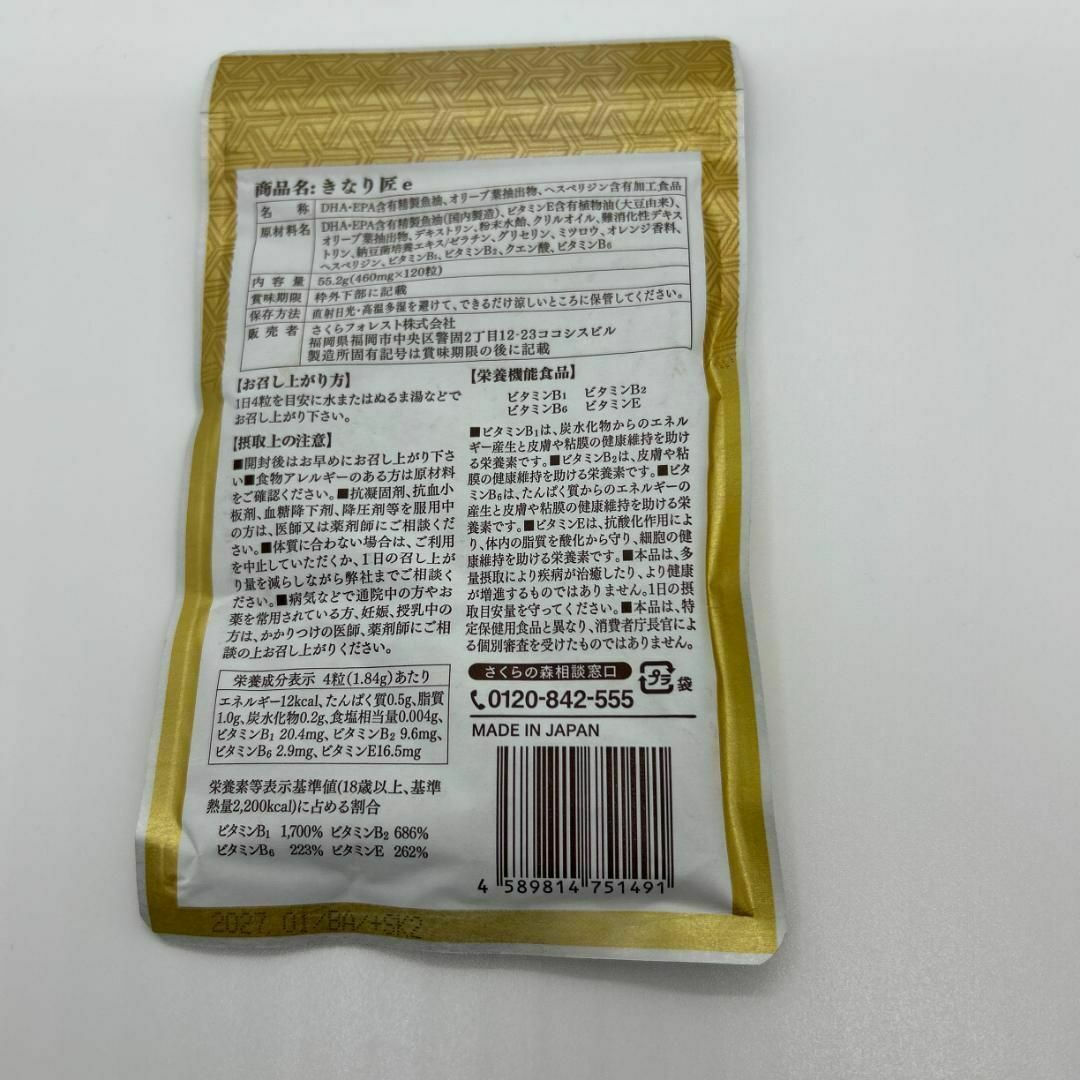 商品名:きなり匠e
名称 DHA・EPA含有精製魚油、オリーブ葉抽出物、ヘスペリジン含有加工食品
原材料名 DHA・EPA含有精製魚油(国内製造)、ビタミンE含有植物油(大豆由来)、
オリーブ葉抽出物、デキストリン、粉末水飴、クリルオイル、難消化性デキス
トリン、納豆菌培養エキス/ゼラチン、グリセリン、ミツロウ、オレンジ香料、
ヘスペリジン、ビタミンB1、ビタミンB2、クエン酸、ビタミンB6
内容量 55.2g(460mg×120粒)
賞味期限 枠外下部に記載
保存方法 直射日光・高温多湿を避けて、できるだけ涼しいところに保管してください。
販売者 さくらフォレスト株式会社
福岡県福岡市中央区警固2丁目12-23ココシスビル
製造所固有記号は賞味期限の後に記載
【お召し上がり方】
1日4粒を目安に水またはぬるま湯などで
お召し上がり下さい。
【摂取上の注意】
■開封後はお早めにお召し上がり下さ
い■食物アレルギーのある方は原材料
をご確認ください。■抗凝固剤、抗血小
板剤、血糖降下剤、降圧剤等を服用中
の方は、医師又は薬剤師にご相談くだ
さい。■体質に合わない場合は、ご利用
を中止していただくか、1日の召し上が
り量を減らしながら弊社までご相談く
ださい。■病気などで通院中の方やお
薬を常用されている方、妊娠、授乳中の
方は、かかりつけの医師、薬剤師にご相
談の上お召し上がりください。
栄養成分表示 4粒(1.84g)あたり
エネルギー12kcal、たんぱく質0.5g、脂質
1.0g、炭水化物0.2g、食塩相当量0.004g、
ビタミンB1 20.4mg、ビタミンB2 9.6mg、
ビタミンB6 2.9mg、ビタミンE16.5mg
栄養素等表示基準値(18歳以上、基準
熱量2,200kcal)に占める割合
ビタミンB1 1,700% ビタミンB2 686%
ビタミンB6 223% ビタミンE 262%
【栄養機能食品】
ビタミンB1 ビタミンB2
ビタミンB6 ビタミンE
■ビタミンB1は、炭水化物からのエネル
ギー産生と皮膚や粘膜の健康維持を助け
る栄養素です。■ビタミンB2は、皮膚や粘
膜の健康維持を助ける栄養素です。■ビタ
ミンB6は、たんぱく質からのエネルギーの
産生と皮膚や粘膜の健康維持を助ける栄
養素です。■ビタミンEは、抗酸化作用によ
り、体内の脂質を酸化から守り、細胞の健
康維持を助ける栄養素です。■本品は、多
量摂取により疾病が治癒したり、より健康
が増進するものではありません。1日の摂
取目安量を守ってください。■本品は、特
定保健用食品と異なり、消費者庁長官によ
る個別審査を受けたものではありません。
さくらの森相談窓口
0120-842-555
プラ 袋
MADE IN JAPAN
4 589814 751491
2027.01/BA/+SK2